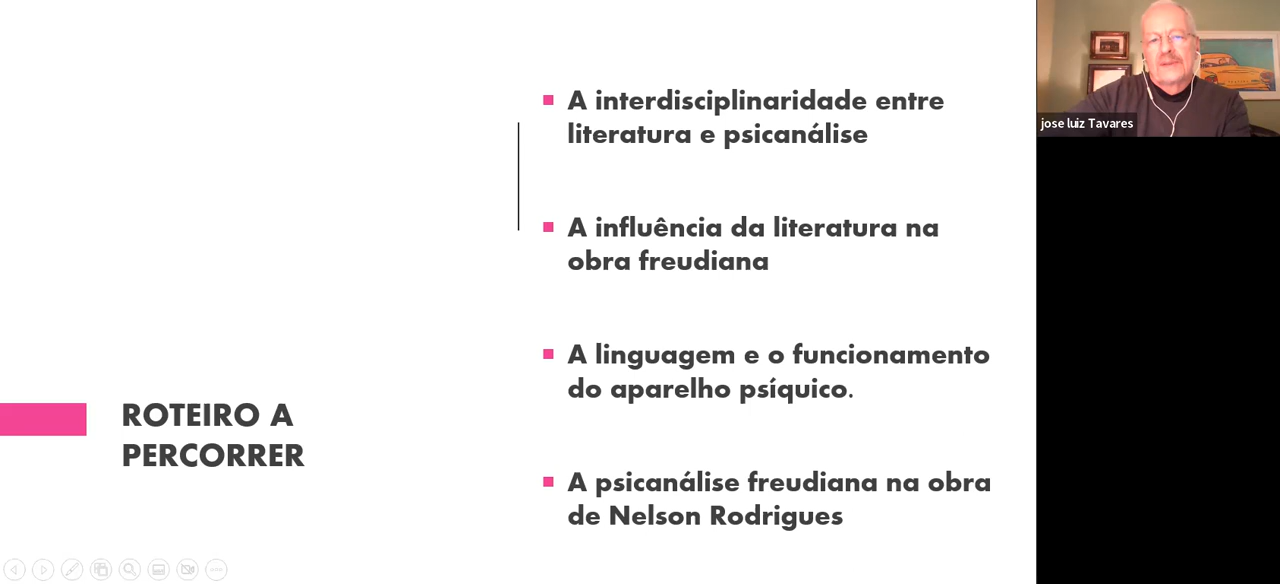 A interdisciplinaridade entre
literatura e psicanálise
A influência da literatura na
obra freudiana
A linguagem e o funcionamento
do aparelho psíquico.
A psicanálise freudiana na obra
de Nelson Rodrigues
ROTEIRO A
PERCORRER
jose luiz Tavares